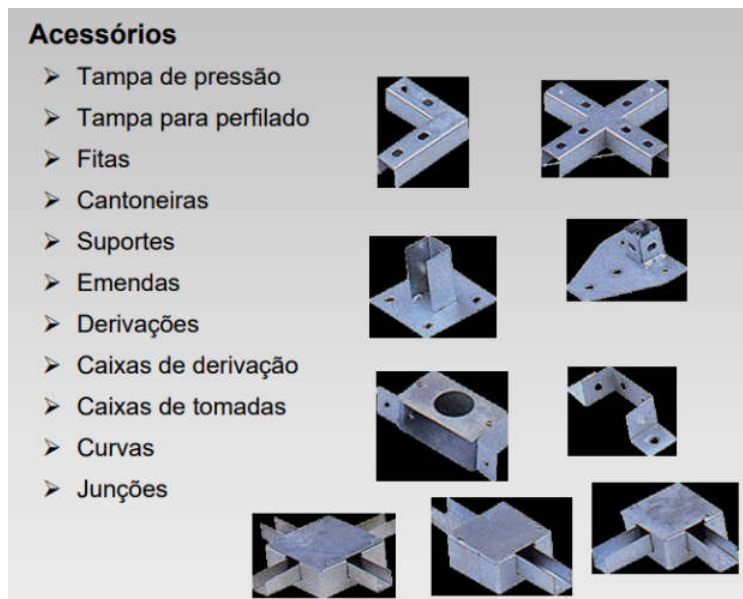 Acessórios
➢ Tampa de pressão
➢ Tampa para perfilado
➢ Fitas
➢ Cantoneiras
➢ Suportes
➢ Emendas
➢ Derivações
➢ Caixas de derivação
➢ Caixas de tomadas
➢ Curvas
➢ Junções